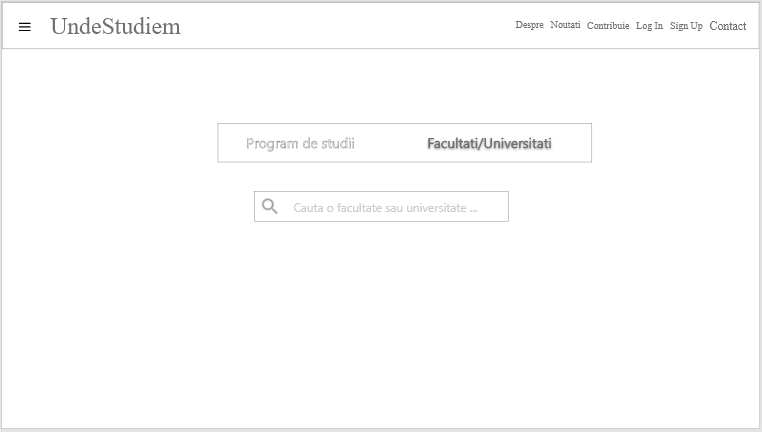 UndeStudiem
Despre Noutati Contribuie Log In Sign Up Contact
Program de studii Facultati/Universitati
Cauta o facultate sau universitate ...